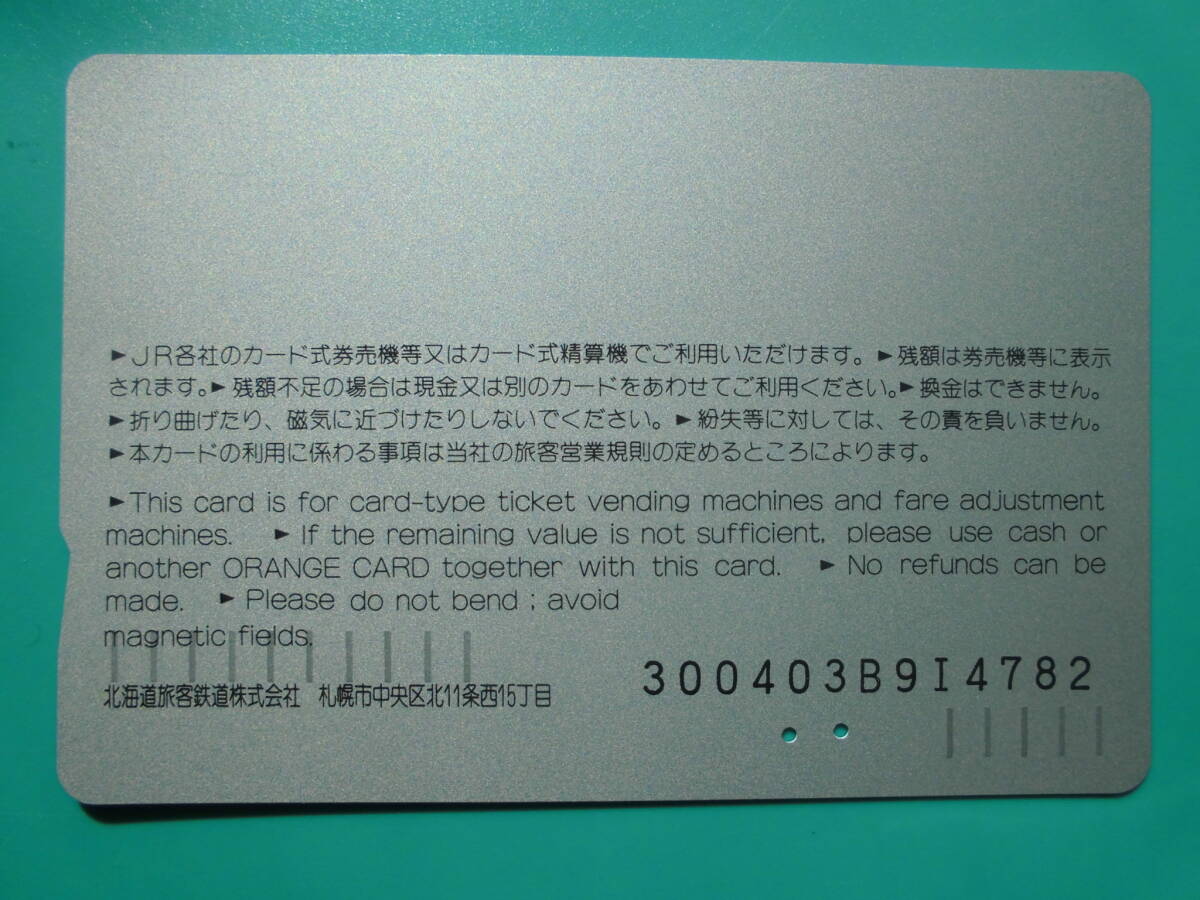 ►JR各社のカード式券売機等又はカード式精算機でご利用いただけます。►残額は券売機等に表示
されます。►残額不足の場合は現金又は別のカードをあわせてご利用ください。►換金はできません。
►折り曲げたり、磁気に近づけたりしないでください。►紛失等に対しては、その責を負いません。
►本カードの利用に係わる事項は当社の旅客営業規則の定めるところによります。
►This card is for card-type ticket vending machines and fare adjustment
machines. ►If the remaining value is not sufficient, please use cash or
another ORANGE CARD together with this card. ►No refunds can be
made. ►Please do not bend ; avoid
magnetic fields.
300403B9I4782
北海道旅客鉄道株式会社 札幌市中央区北11条西15丁目